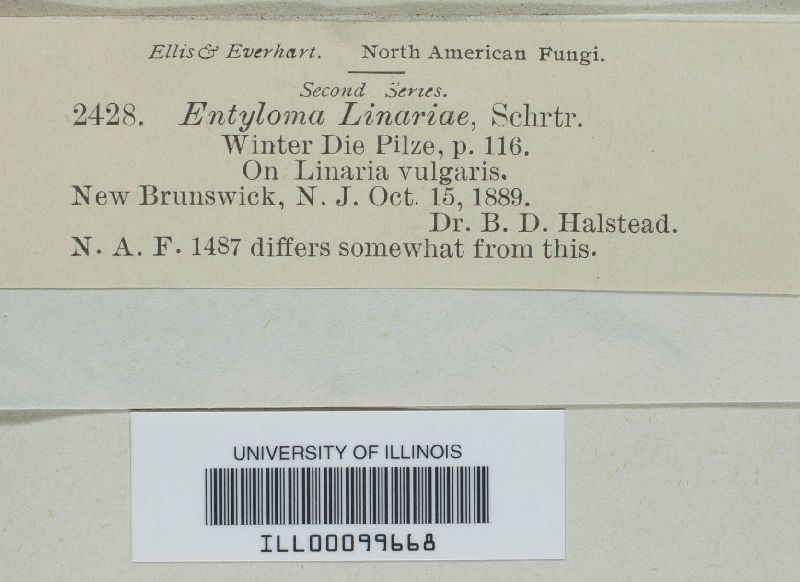 Ellis & Everhart. North American Fungi.
Second Series.
2428. Entyloma Linariae, Schrtr.
Winter Die Pilze, p. 116.
On Linaria vulgaris.
New Brunswick, N. J. Oct. 15, 1889.
Dr. B. D. Halstead.
N. A. F. 1487 differs somewhat from this.
UNIVERSITY OF ILLINOIS
ILL00099668